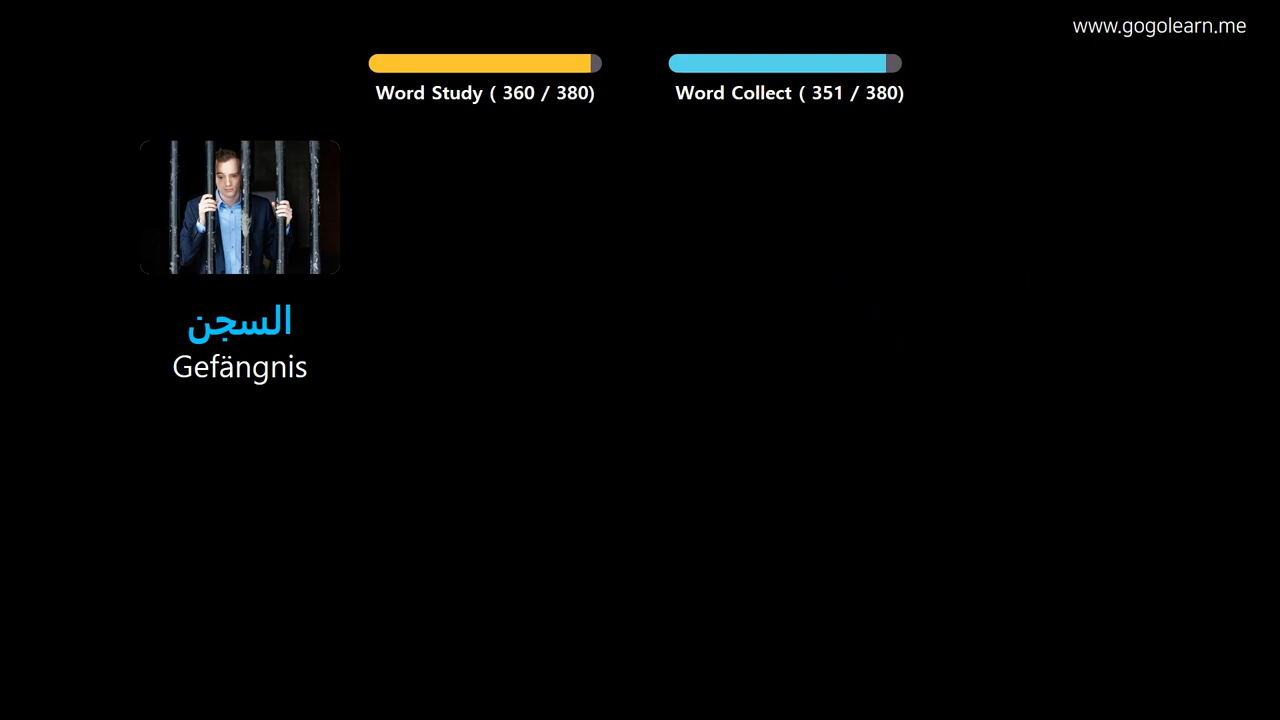 www.gogolearn.me
Word Study ( 360 / 380)
Word Collect ( 351 / 380)
السجن
Gefängnis